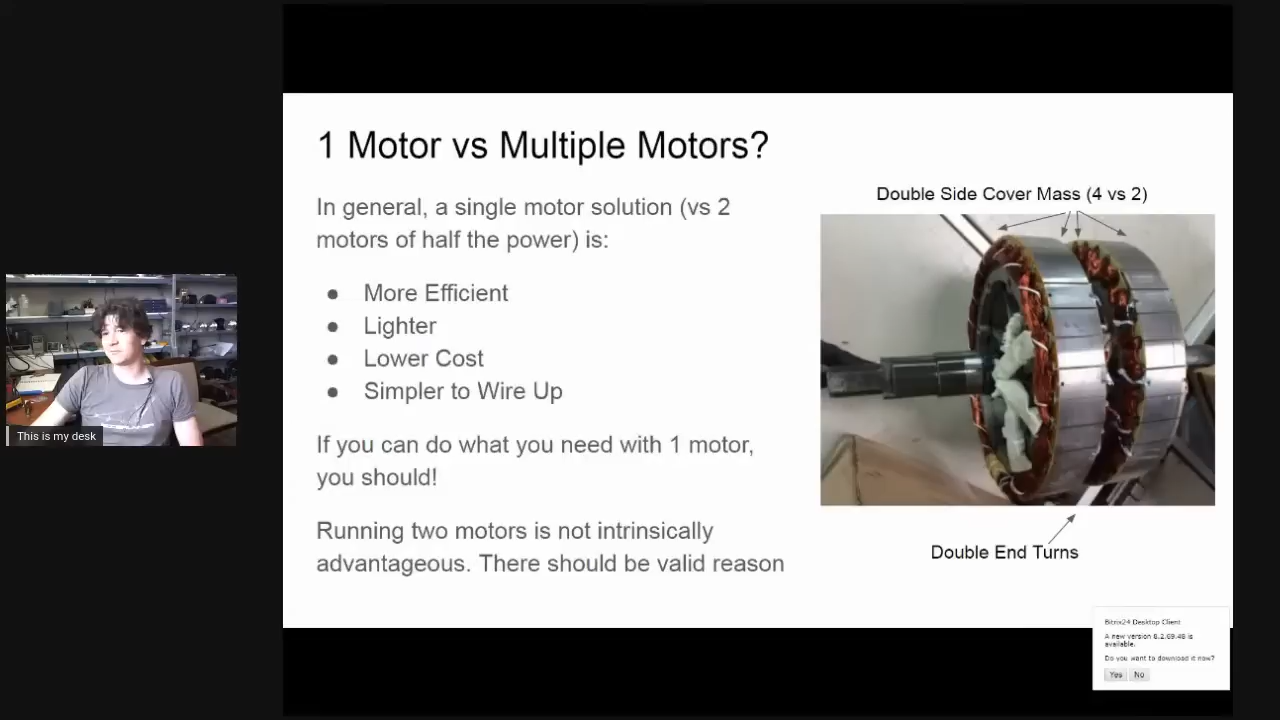 1 Motor vs Multiple Motors?
In general, a single motor solution (vs 2
motors of half the power) is:
● More Efficient
● Lighter
● Lower Cost
● Simpler to Wire Up
If you can do what you need with 1 motor,
you should!
Running two motors is not intrinsically
advantageous. There should be valid reason
Double Side Cover Mass (4 vs 2)
Double End Turns
This is my desk
Bitrix24 Desktop Client
A new version 8.2.69.48 is
available.
Do you want to download it now?
Yes No